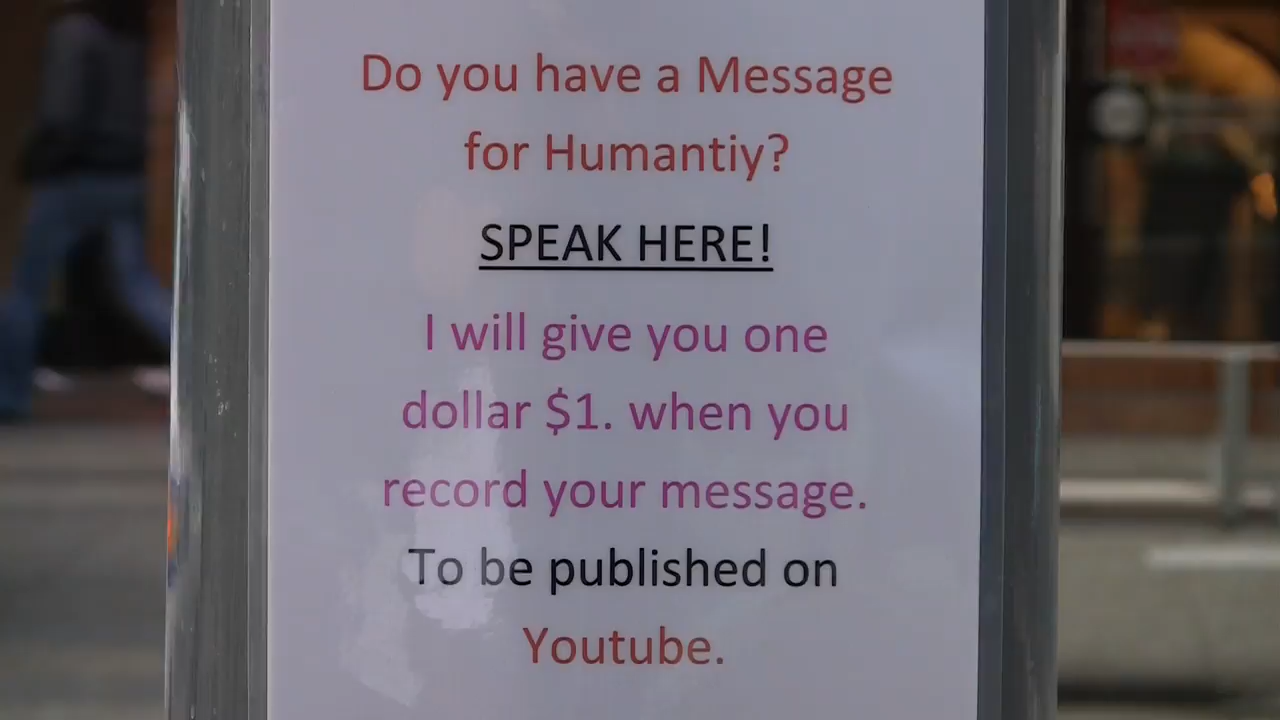 Do you have a Message
for Humantiy?
SPEAK HERE!
I will give you one
dollar $1. when you
record your message.
To be published on
Youtube.